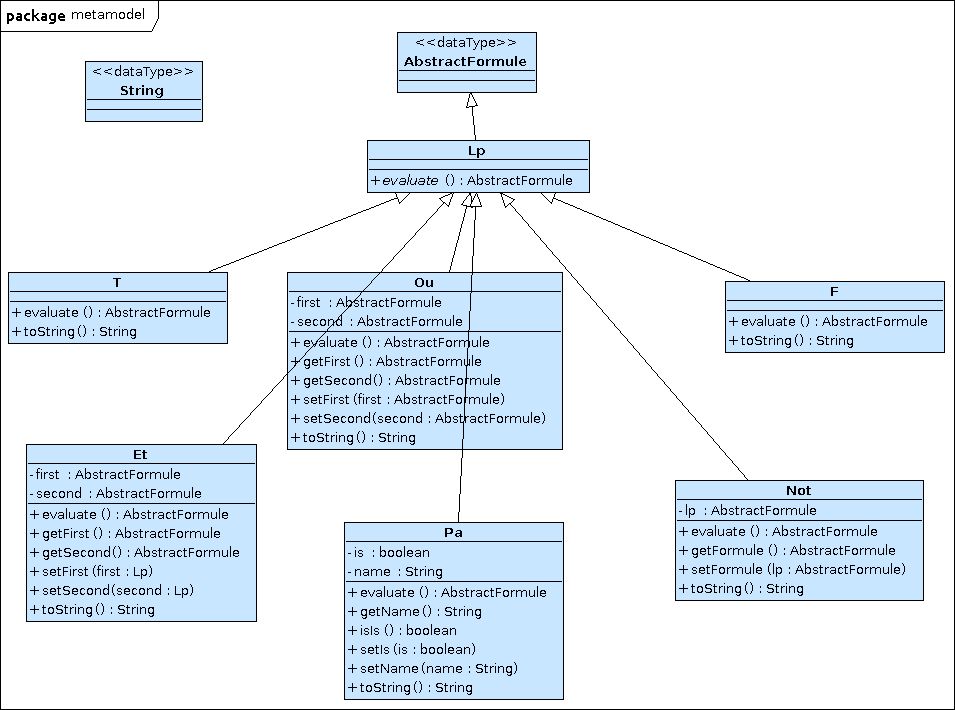 package metamodel
<<dataType>>
String
<<dataType>>
AbstractFormule
Lp
+evaluate () : AbstractFormule
T
+evaluate () : AbstractFormule
+toString() : String
Ou
-first : AbstractFormule
-second : AbstractFormule
+evaluate () : AbstractFormule
+getFirst () : AbstractFormule
+getSecond() : AbstractFormule
+setFirst (first : AbstractFormule)
+setSecond(second : AbstractFormule)
+toString() : String
F
+evaluate () : AbstractFormule
+toString() : String
Et
-first : AbstractFormule
-second : AbstractFormule
+evaluate () : AbstractFormule
+getFirst () : AbstractFormule
+getSecond() : AbstractFormule
+setFirst (first : Lp)
+setSecond(second : Lp)
+toString() : String
Pa
-is : boolean
-name : String
+evaluate () : AbstractFormule
+getName() : String
+isIs () : boolean
+setIs (is : boolean)
+setName(name : String)
+toString() : String
Not
-lp : AbstractFormule
+evaluate () : AbstractFormule
+getFormule () : AbstractFormule
+setFormule (lp : AbstractFormule)
+toString() : String